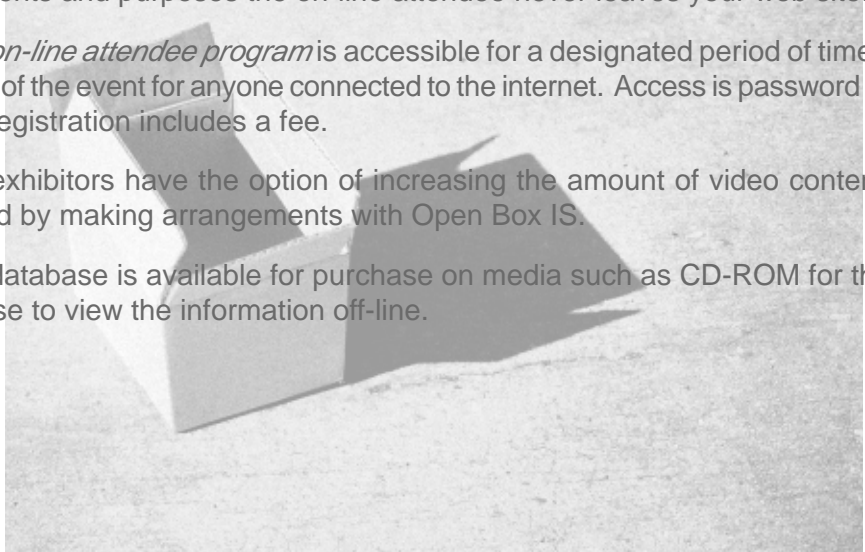 and purposes the on-line attendee never leaves your web site.
on-line attendee program is accessible for a designated period of time
of the event for anyone connected to the internet. Access is password
egistration includes a fee.
exhibitors have the option of increasing the amount of video conten
d by making arrangements with Open Box IS.
database is available for purchase on media such as CD-ROM for th
se to view the information off-line.